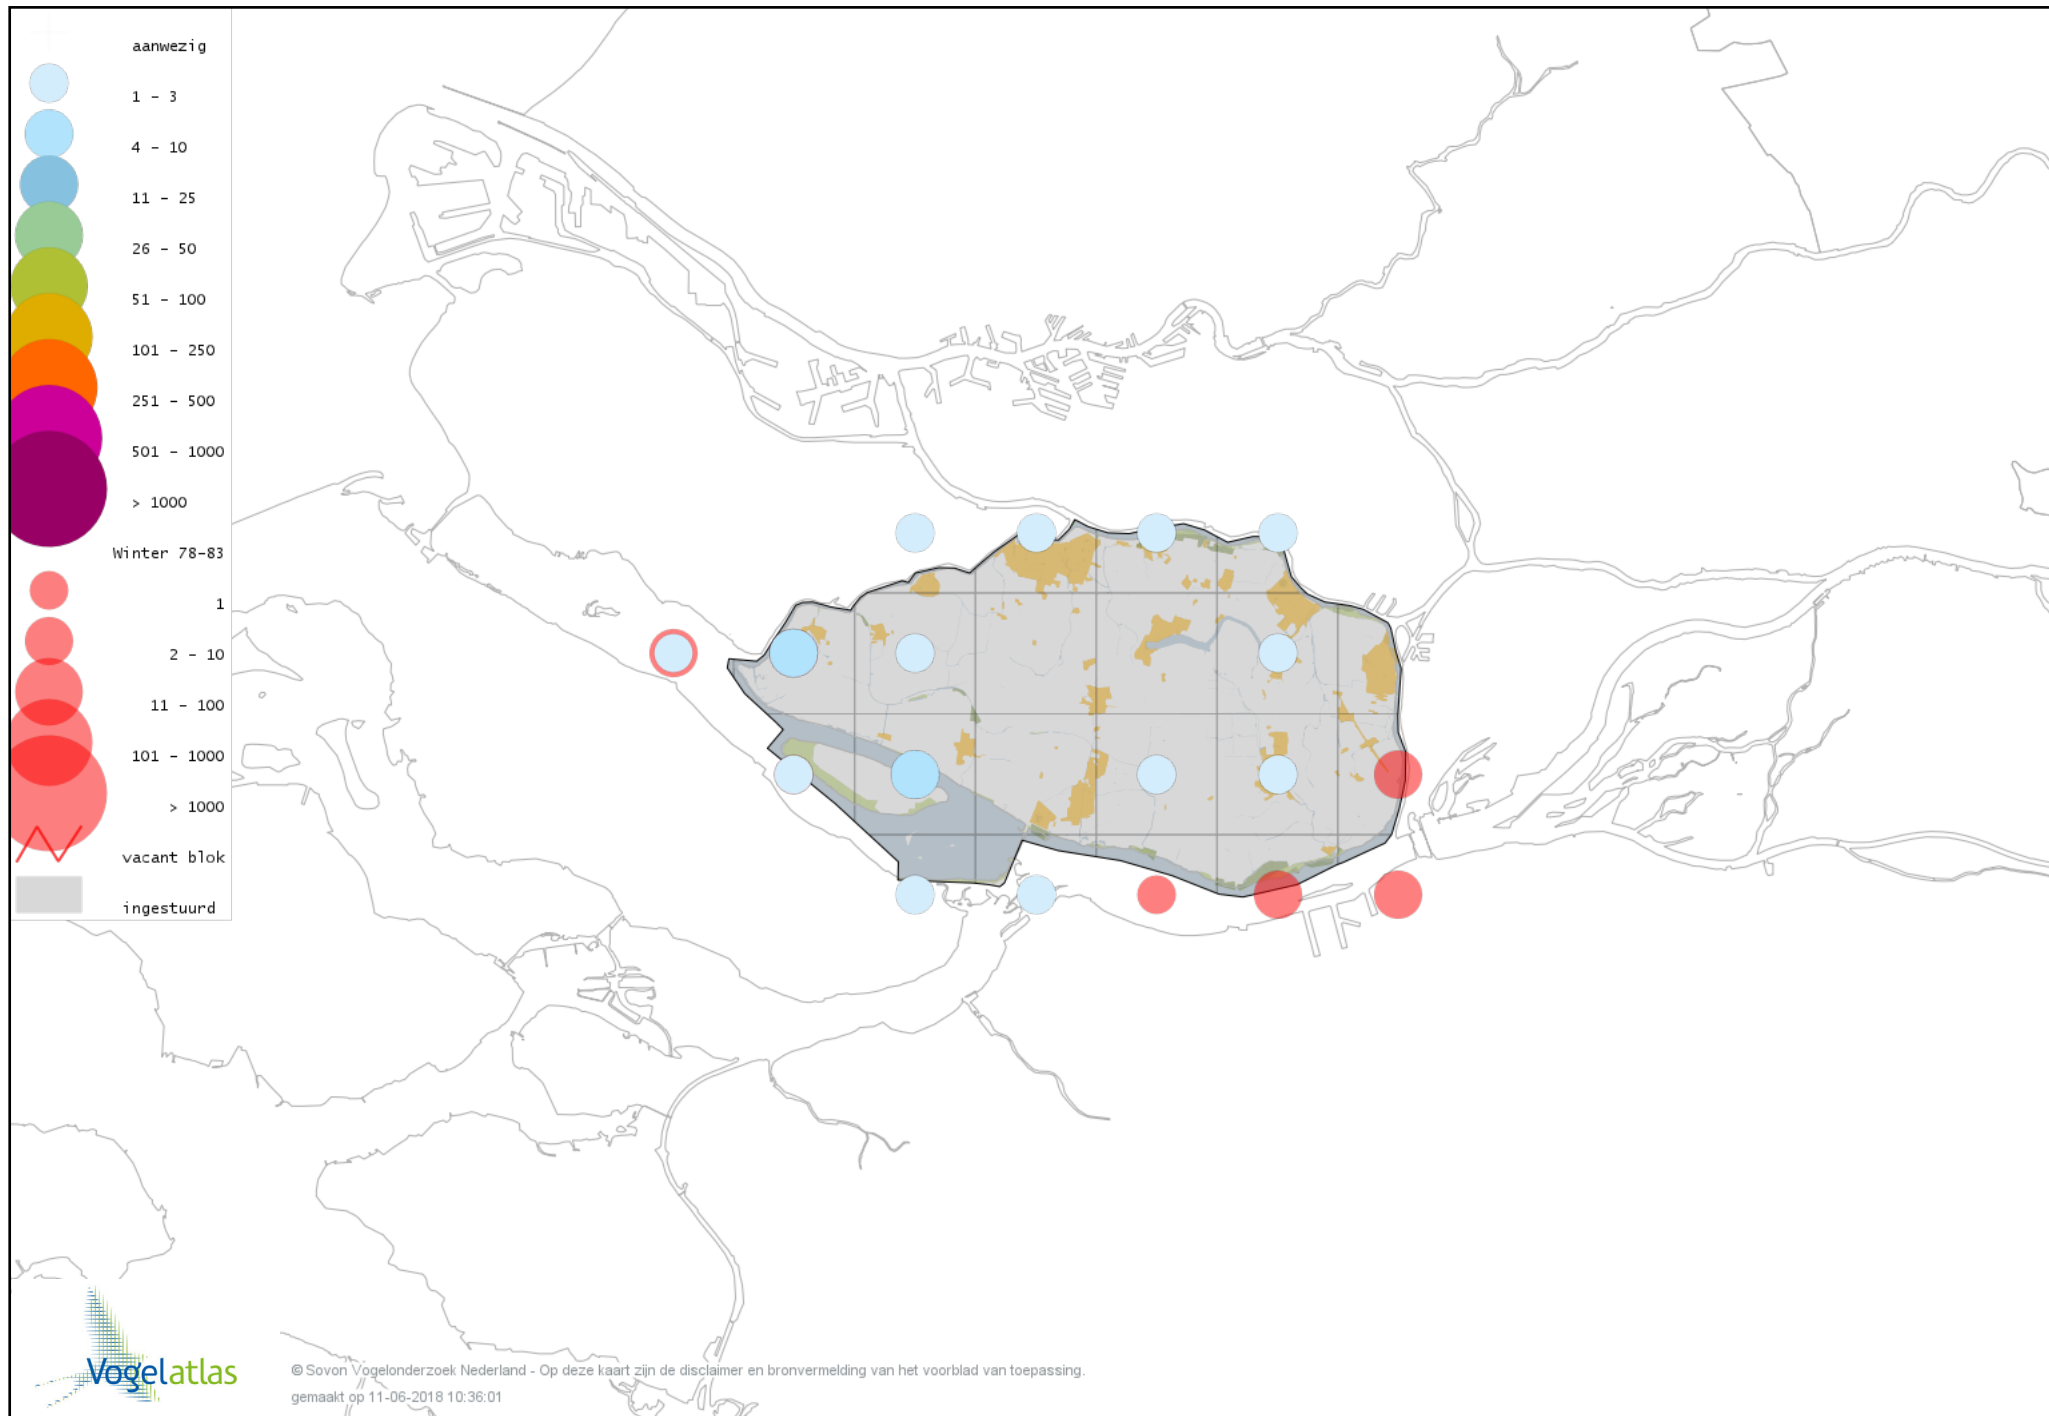 aanwezig
1 - 3
4 - 10
11 - 25
26 - 50
51 - 100
101 - 250
251 - 500
501 - 1000
> 1000
Winter 78-83
1
2 - 10
11 - 100
101 - 1000
> 1000
vacant blok
ingestuurd
Vogelatlas
© Sovon Vogelonderzoek Nederland - Op deze kaart zijn de disclaimer en bronvermelding van het voorblad van toepassing.
gemaakt op 11-06-2018 10:36:01